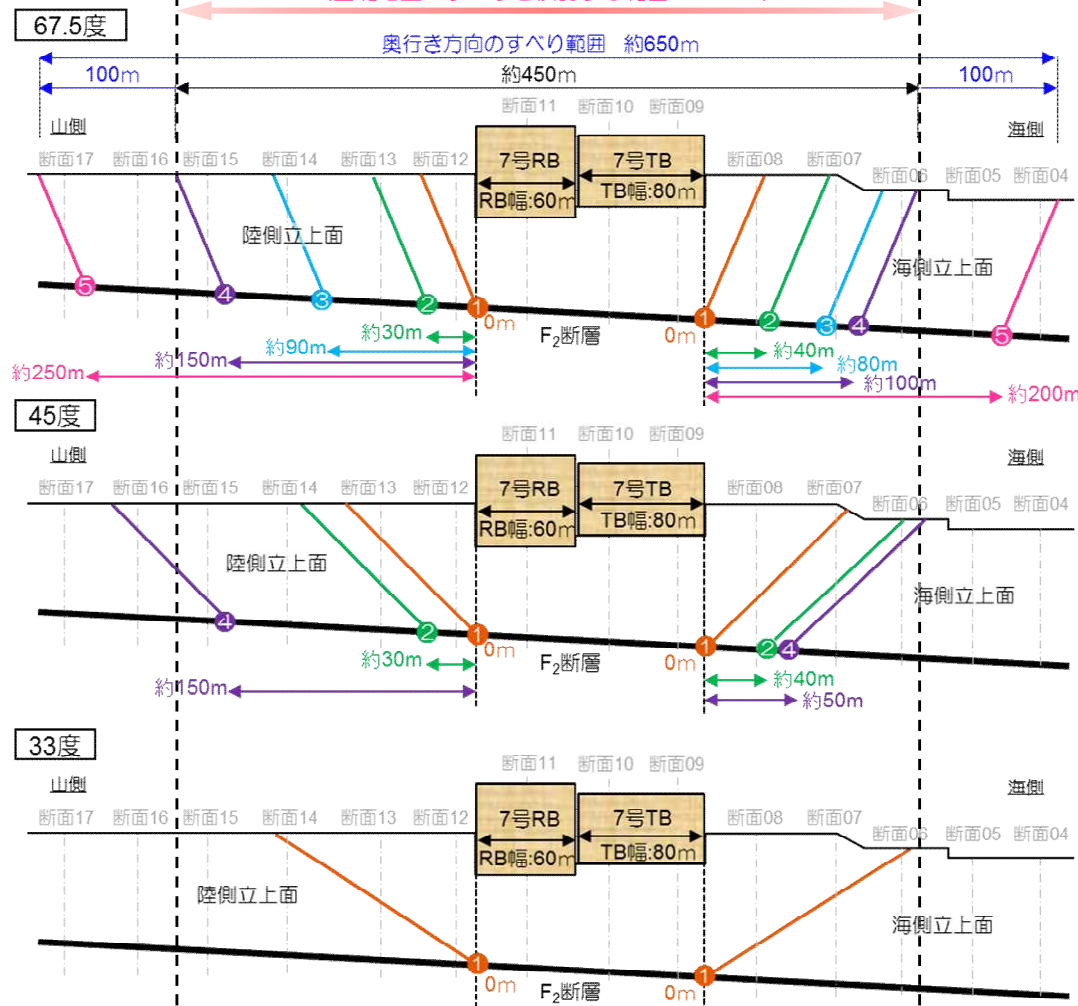 67.5度
奥行き方向のすべり範囲 約650m
100m
約450m
100m
断面11 断面10 断面09
山側
海側
断面17 断面16 断面15 断面14 断面13 断面12
7号RB
RB幅:60m
7号TB
TB幅:80m
断面08 断面07 断面06 断面05 断面04
陸側立上面
海側立上面
5 4 3 2 1
1 2 3 4 5
0m
F2断層
0m
約30m
約40m
約90m
約80m
約150m
約100m
約250m
約200m
45度
断面11 断面10 断面09
山側
海側
断面17 断面16 断面15 断面14 断面13 断面12
7号RB
RB幅:60m
7号TB
TB幅:80m
断面08 断面07 断面06 断面05 断面04
陸側立上面
海側立上面
4 2 1
1 2 4
0m
F2断層
0m
約30m
約40m
約150m
約50m
33度
断面11 断面10 断面09
山側
海側
断面17 断面16 断面15 断面14 断面13 断面12
7号RB
RB幅:60m
7号TB
TB幅:80m
断面08 断面07 断面06 断面05 断面04
陸側立上面
海側立上面
1
1
0m
F2断層
0m